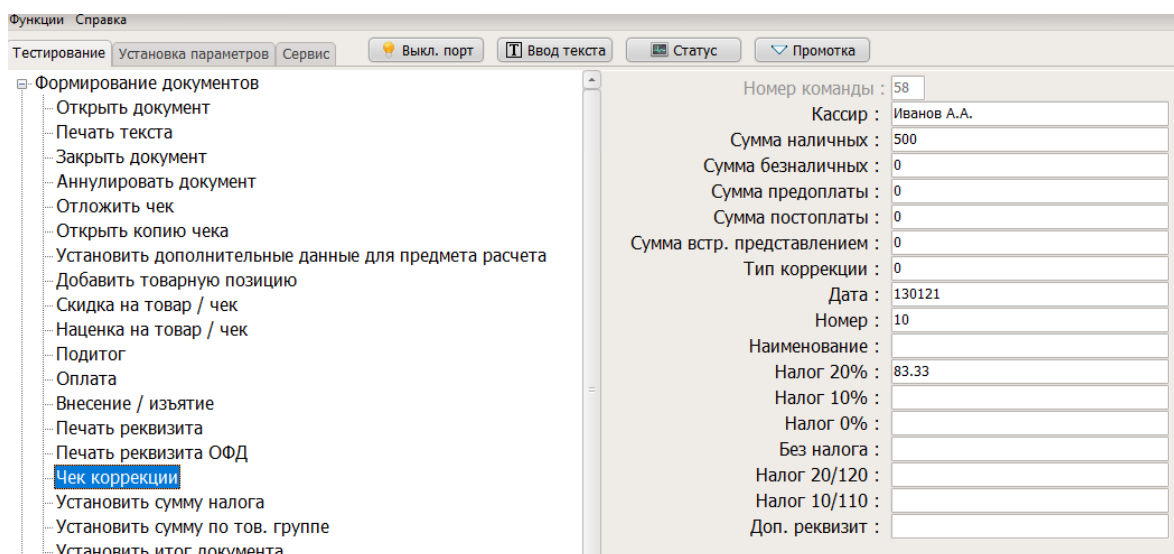 Функции Справка
Тестирование Установка параметров Сервис Выкл. порт Ввод текста Статус Промотка
Формирование документов
Открыть документ
Печать текста
Закрыть документ
Аннулировать документ
Отложить чек
Открыть копию чека
Установить дополнительные данные для предмета расчета
Добавить товарную позицию
Скидка на товар / чек
Наценка на товар / чек
Подитог
Оплата
Внесение / изъятие
Печать реквизита
Печать реквизита ОФД
Чек коррекции
Установить сумму налога
Установить сумму по тов. группе
Установить итог документа
Номер команды : 58
Кассир : Иванов А.А.
Сумма наличных : 500
Сумма безналичных : 0
Сумма предоплаты : 0
Сумма постоплаты : 0
Сумма встр. представлением : 0
Тип коррекции : 0
Дата : 130121
Номер : 10
Наименование :
Налог 20% : 83.33
Налог 10% :
Налог 0% :
Без налога :
Налог 20/120 :
Налог 10/110 :
Доп. реквизит :